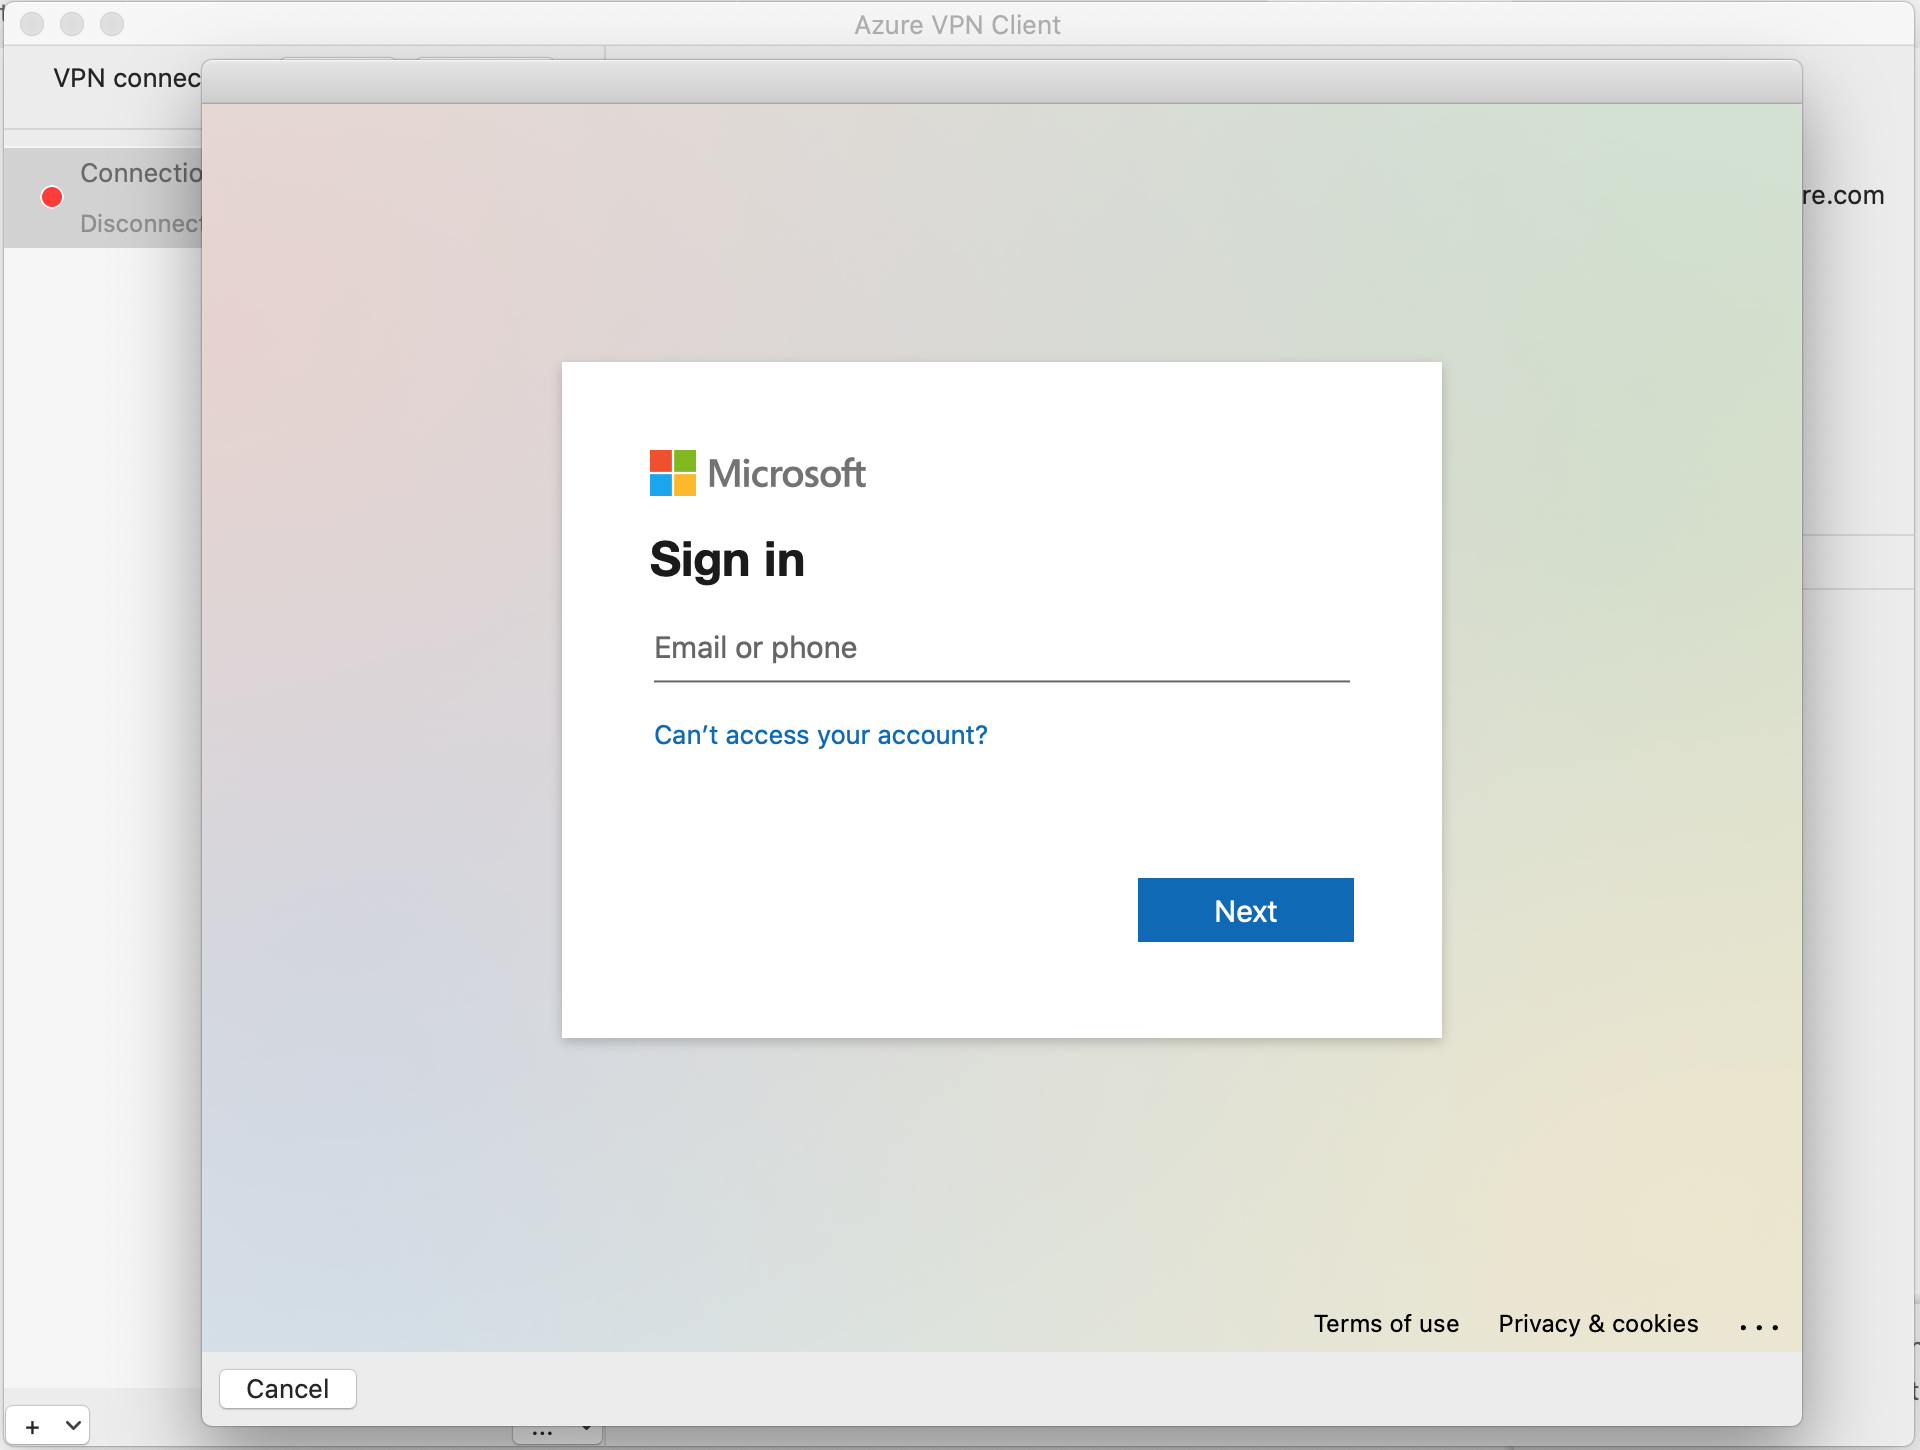 Azure VPN Client
VPN connec
Connectio
Disconnect
re.com
Microsoft
Sign in
Email or phone
Can't access your account?
Next
Terms of use Privacy & cookies ...
Cancel
+
...